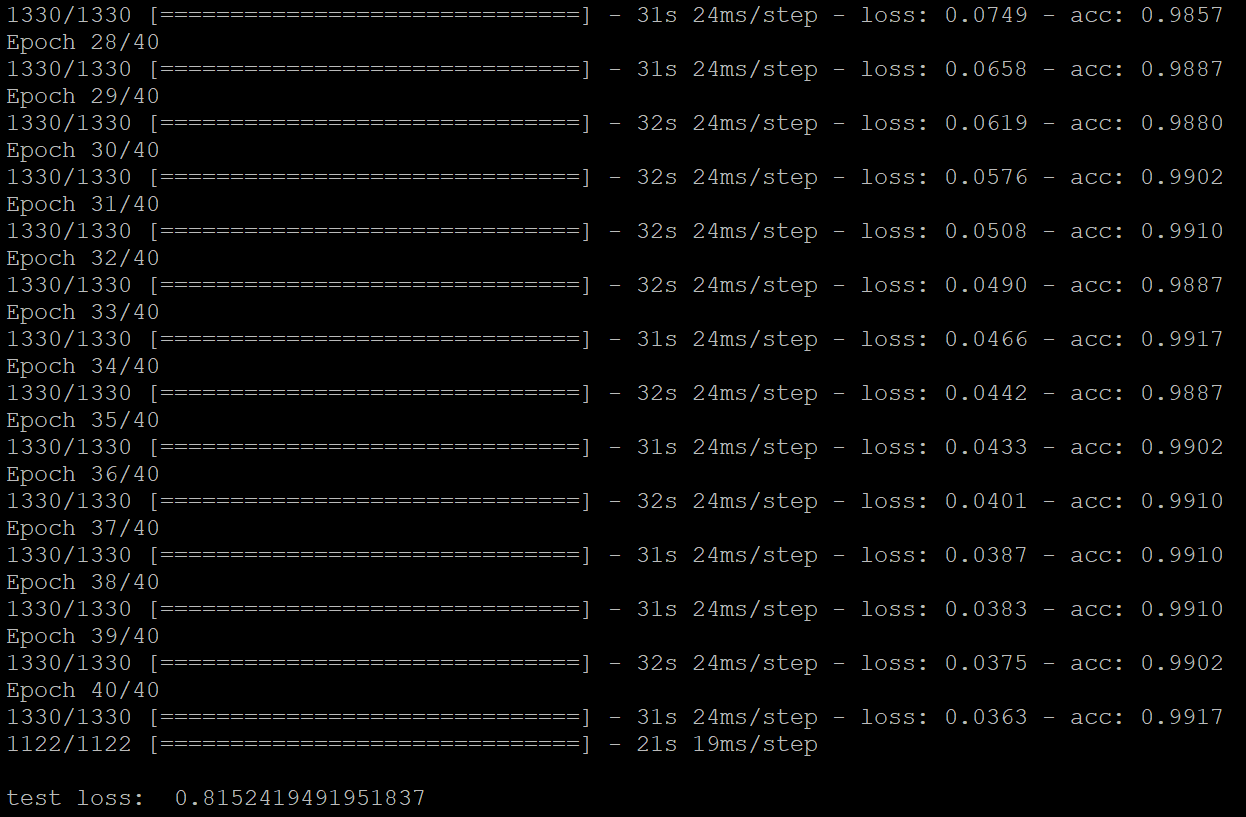 1330/1330 [==============================] - 31s 24ms/step - loss: 0.0749 - acc: 0.9857
Epoch 28/40
1330/1330 [==============================] - 31s 24ms/step - loss: 0.0658 - acc: 0.9887
Epoch 29/40
1330/1330 [==============================] - 32s 24ms/step - loss: 0.0619 - acc: 0.9880
Epoch 30/40
1330/1330 [==============================] - 32s 24ms/step - loss: 0.0576 - acc: 0.9902
Epoch 31/40
1330/1330 [==============================] - 32s 24ms/step - loss: 0.0508 - acc: 0.9910
Epoch 32/40
1330/1330 [==============================] - 32s 24ms/step - loss: 0.0490 - acc: 0.9887
Epoch 33/40
1330/1330 [==============================] - 31s 24ms/step - loss: 0.0466 - acc: 0.9917
Epoch 34/40
1330/1330 [==============================] - 32s 24ms/step - loss: 0.0442 - acc: 0.9887
Epoch 35/40
1330/1330 [==============================] - 31s 24ms/step - loss: 0.0433 - acc: 0.9902
Epoch 36/40
1330/1330 [==============================] - 32s 24ms/step - loss: 0.0401 - acc: 0.9910
Epoch 37/40
1330/1330 [==============================] - 31s 24ms/step - loss: 0.0387 - acc: 0.9910
Epoch 38/40
1330/1330 [==============================] - 31s 24ms/step - loss: 0.0383 - acc: 0.9910
Epoch 39/40
1330/1330 [==============================] - 32s 24ms/step - loss: 0.0375 - acc: 0.9902
Epoch 40/40
1330/1330 [==============================] - 31s 24ms/step - loss: 0.0363 - acc: 0.9917
1122/1122 [==============================] - 21s 19ms/step
test loss:  0.8152419491951837